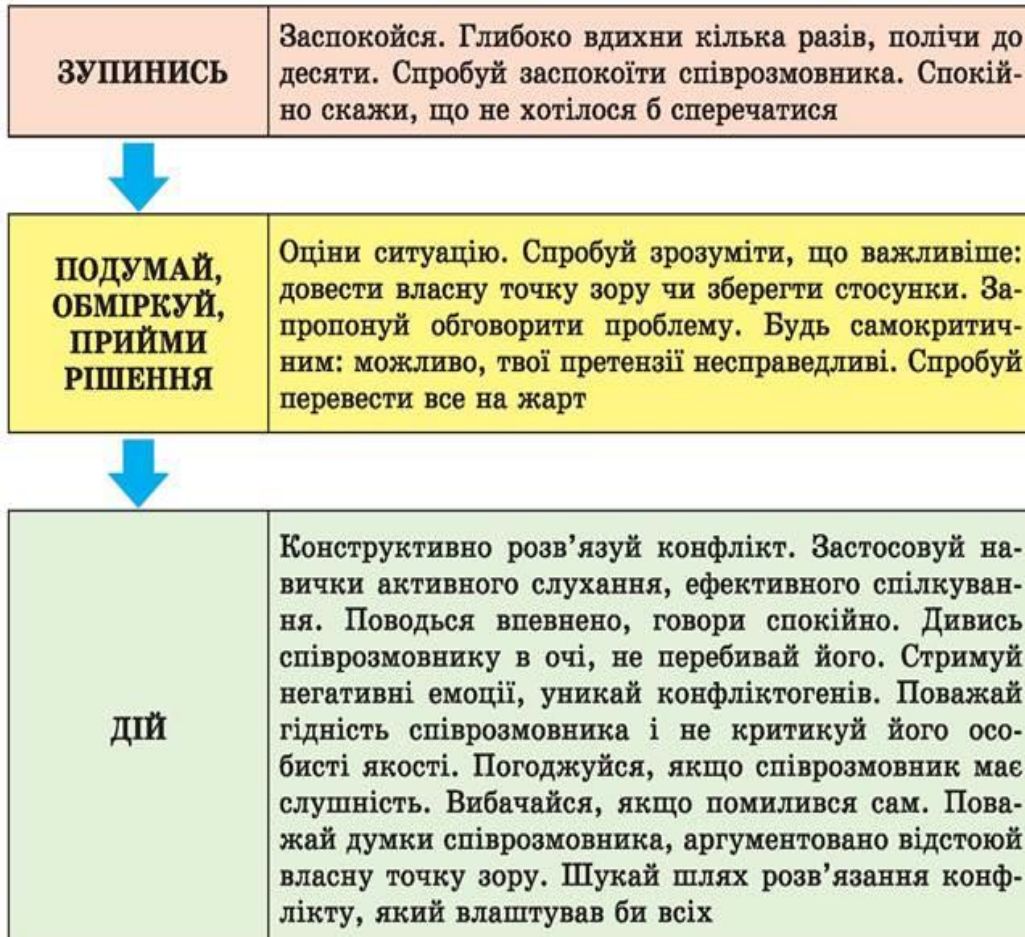 ЗУПИНИСЬ
Заспокойся. Глибоко вдихни кілька разів, полічи до
десяти. Спробуй заспокоїти співрозмовника. Спокій-
но скажи, що не хотілося б сперечатися
ПОДУМАЙ,
ОБМІРКУЙ,
ПРИЙМИ
РІШЕННЯ
Оціни ситуацію. Спробуй зрозуміти, що важливіше:
довести власну точку зору чи зберегти стосунки. За-
пропонуй обговорити проблему. Будь самокритич-
ним: можливо, твої претензії несправедливі. Спробуй
перевести все на жарт
ДІЙ
Конструктивно розв'язуй конфлікт. Застосовуй на-
вички активного слухання, ефективного спілкуван-
ня. Поводься впевнено, говори спокійно. Дивись
співрозмовнику в очі, не перебивай його. Стримуй
негативні емоції, уникай конфліктогенів. Поважай
гідність співрозмовника і не критикуй його осо-
бисті якості. Погоджуйся, якщо співрозмовник має
слушність. Вибачайся, якщо помилився сам. Пова-
жай думки співрозмовника, аргументовано відстоюй
власну точку зору. Шукай шлях розв'язання конф-
лікту, який влаштував би всіх